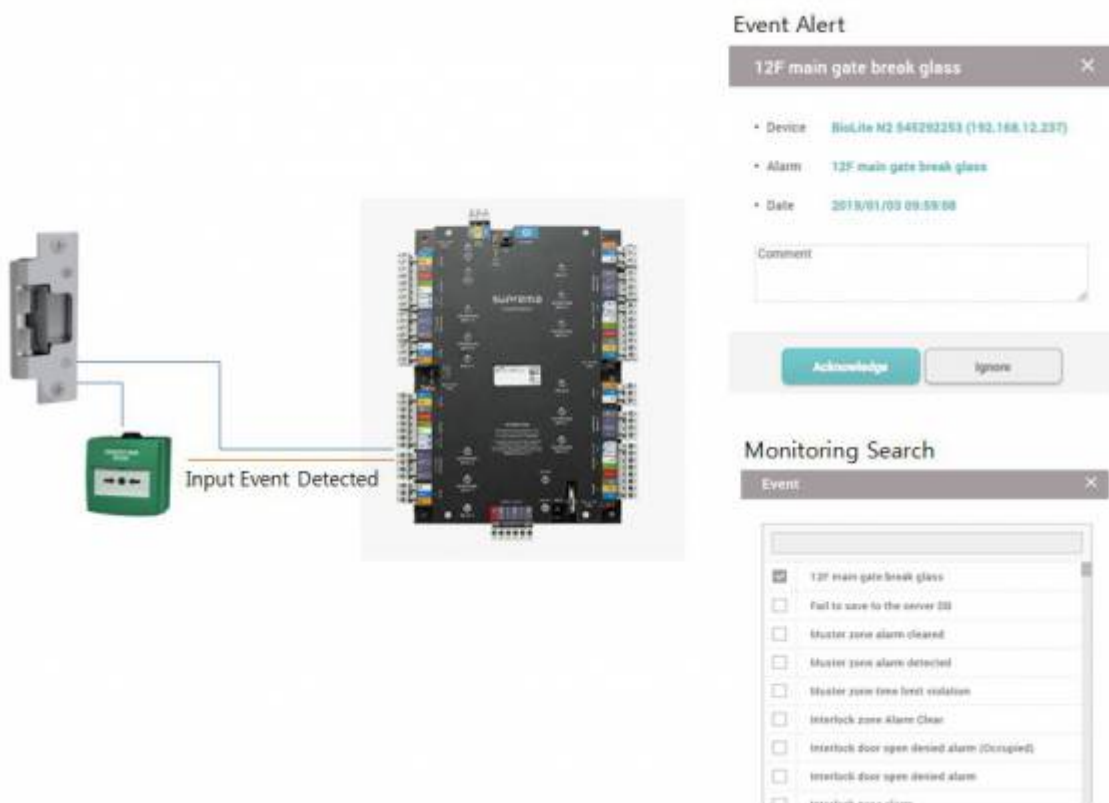 Event Alert
12F main gate break glass
• Device BioLite N2 545292253 (192.168.12.237)
• Alarm 12F main gate break glass
• Date 2019/01/03 09:59:08
Comment
Acknowledge Ignore
suprema
Input Event Detected
Monitoring Search
Event
12F main gate break glass
Fail to save to the server DB
Muster zone alarm cleared
Muster zone alarm detected
Muster zone time limit violation
Interlock zone Alarm Clear
Interlock door open denied alarm (Occupied)
Interlock door open denied alarm
Interlock zone alarm